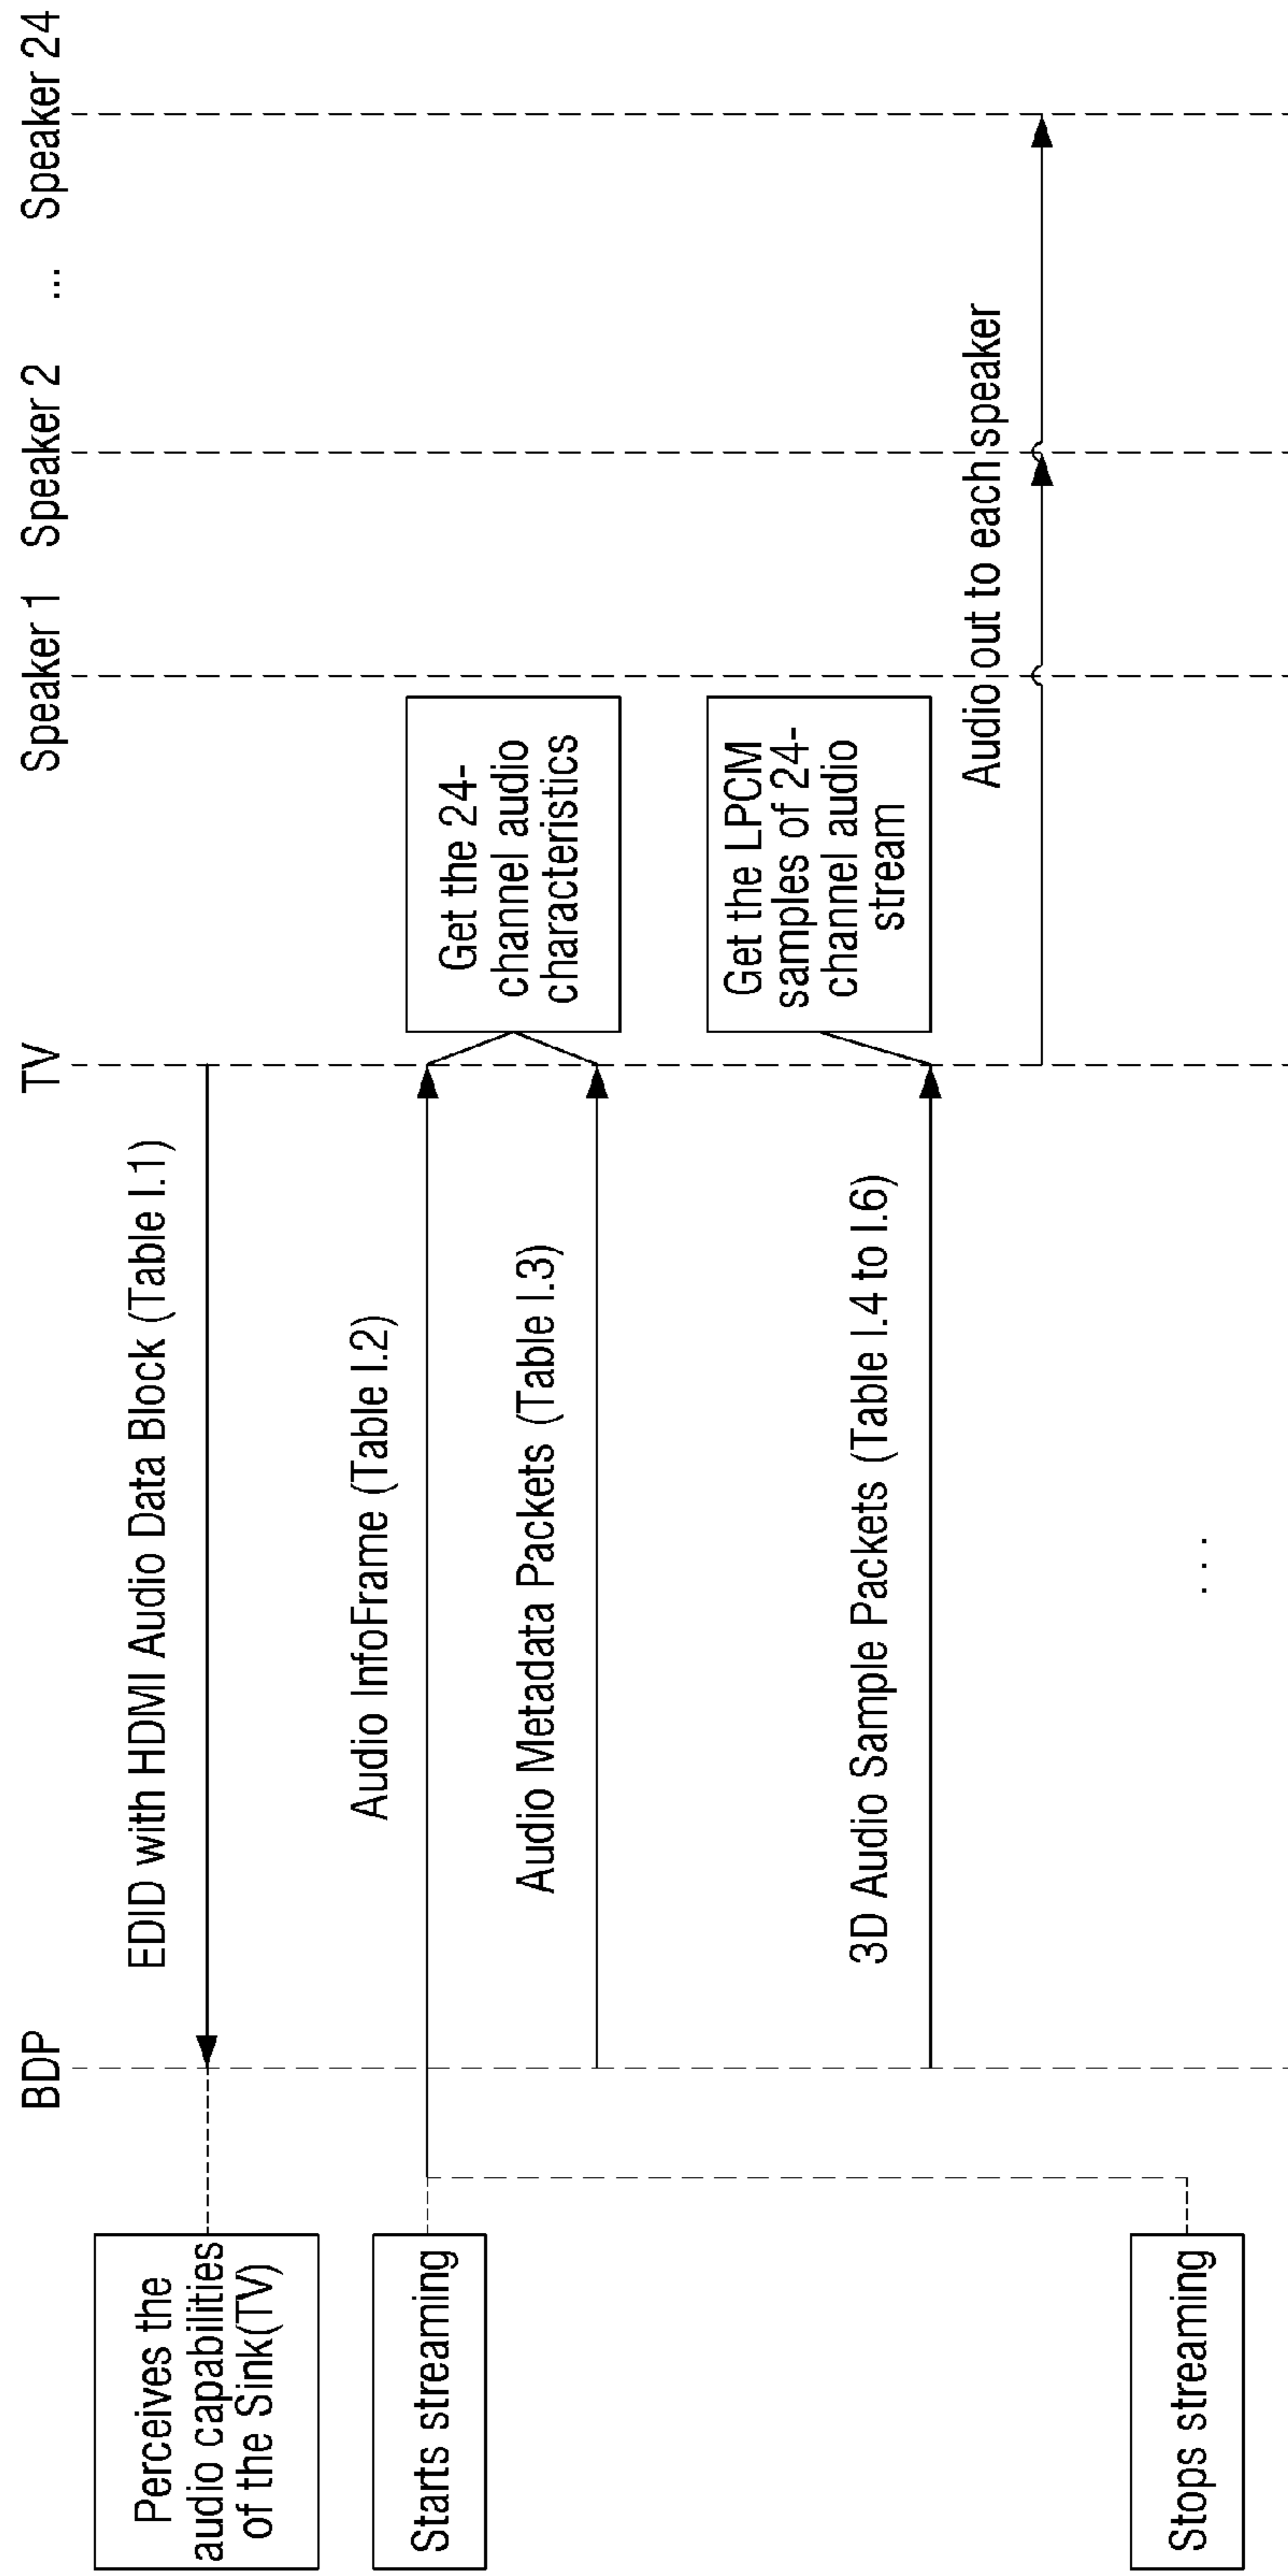 BDP
TV
Speaker 1
Speaker 2
...
Speaker 24
Perceives the
audio capabilities
of the Sink(TV)
EDID with HDMI Audio Data Block (Table I.1)
Starts streaming
Audio InfoFrame (Table I.2)
Get the 24-
channel audio
characteristics
Audio Metadata Packets (Table I.3)
3D Audio Sample Packets (Table I.4 to I.6)
Get the LPCM
samples of 24-
channel audio
stream
Audio out to each speaker
Stops streaming
...